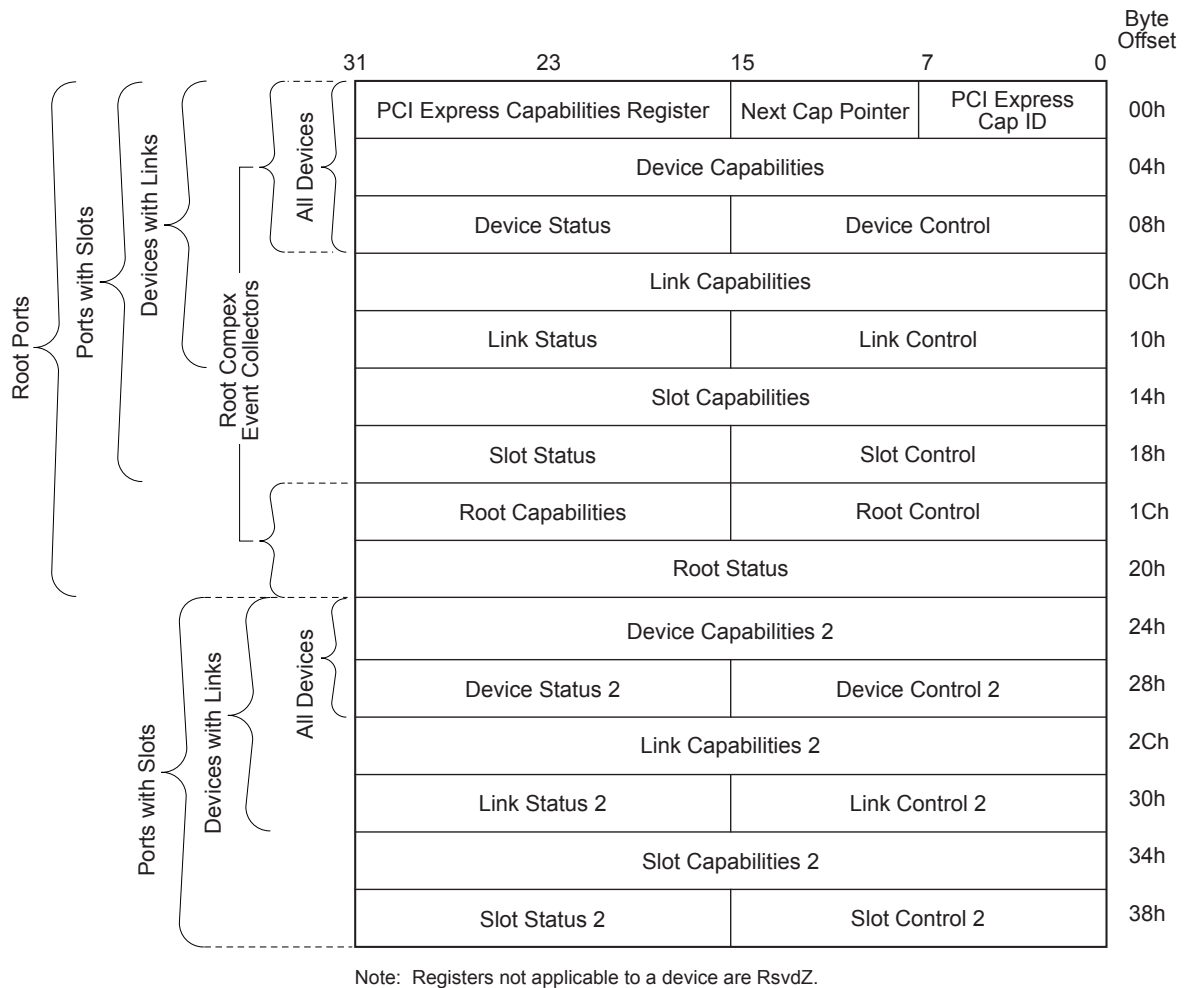 Byte
Offset
31 23 15 7 0
PCI Express Capabilities Register Next Cap Pointer PCI Express
Cap ID 00h
Device Capabilities 04h
Device Status Device Control 08h
Link Capabilities 0Ch
Link Status Link Control 10h
Slot Capabilities 14h
Slot Status Slot Control 18h
Root Capabilities Root Control 1Ch
Root Status 20h
Device Capabilities 2 24h
Device Status 2 Device Control 2 28h
Link Capabilities 2 2Ch
Link Status 2 Link Control 2 30h
Slot Capabilities 2 34h
Slot Status 2 Slot Control 2 38h
Root Ports
Ports with Slots
Devices with Links
Root Compex
Event Collectors
All Devices
Ports with Slots
Devices with Links
All Devices
Note: Registers not applicable to a device are RsvdZ.